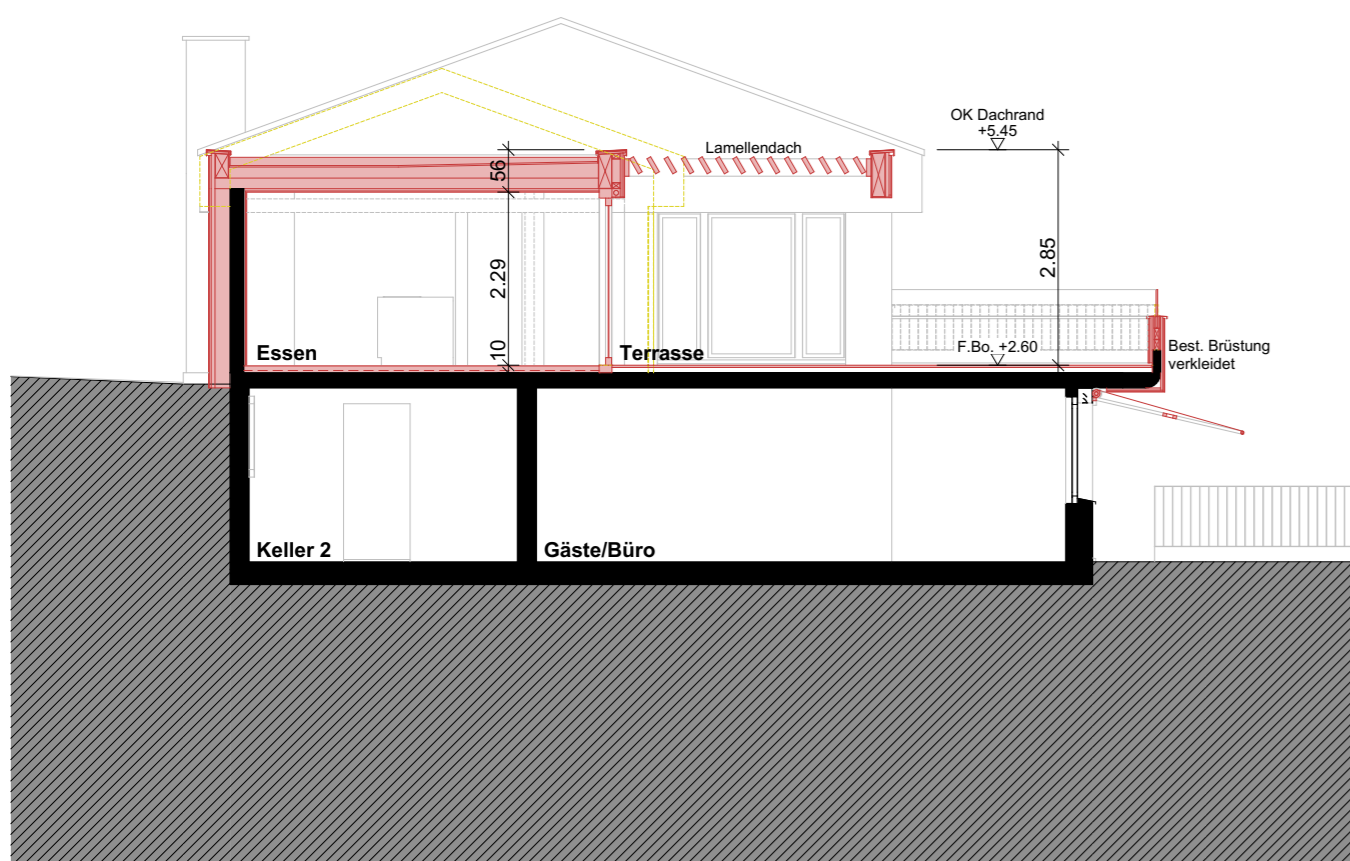 OK Dachrand
+5.45
Lamellendach
56
2.29
2.85
10
Essen
Terrasse
F.Bo. +2.60
Best. Brüstung
verkleidet
Keller 2
Gäste/Büro